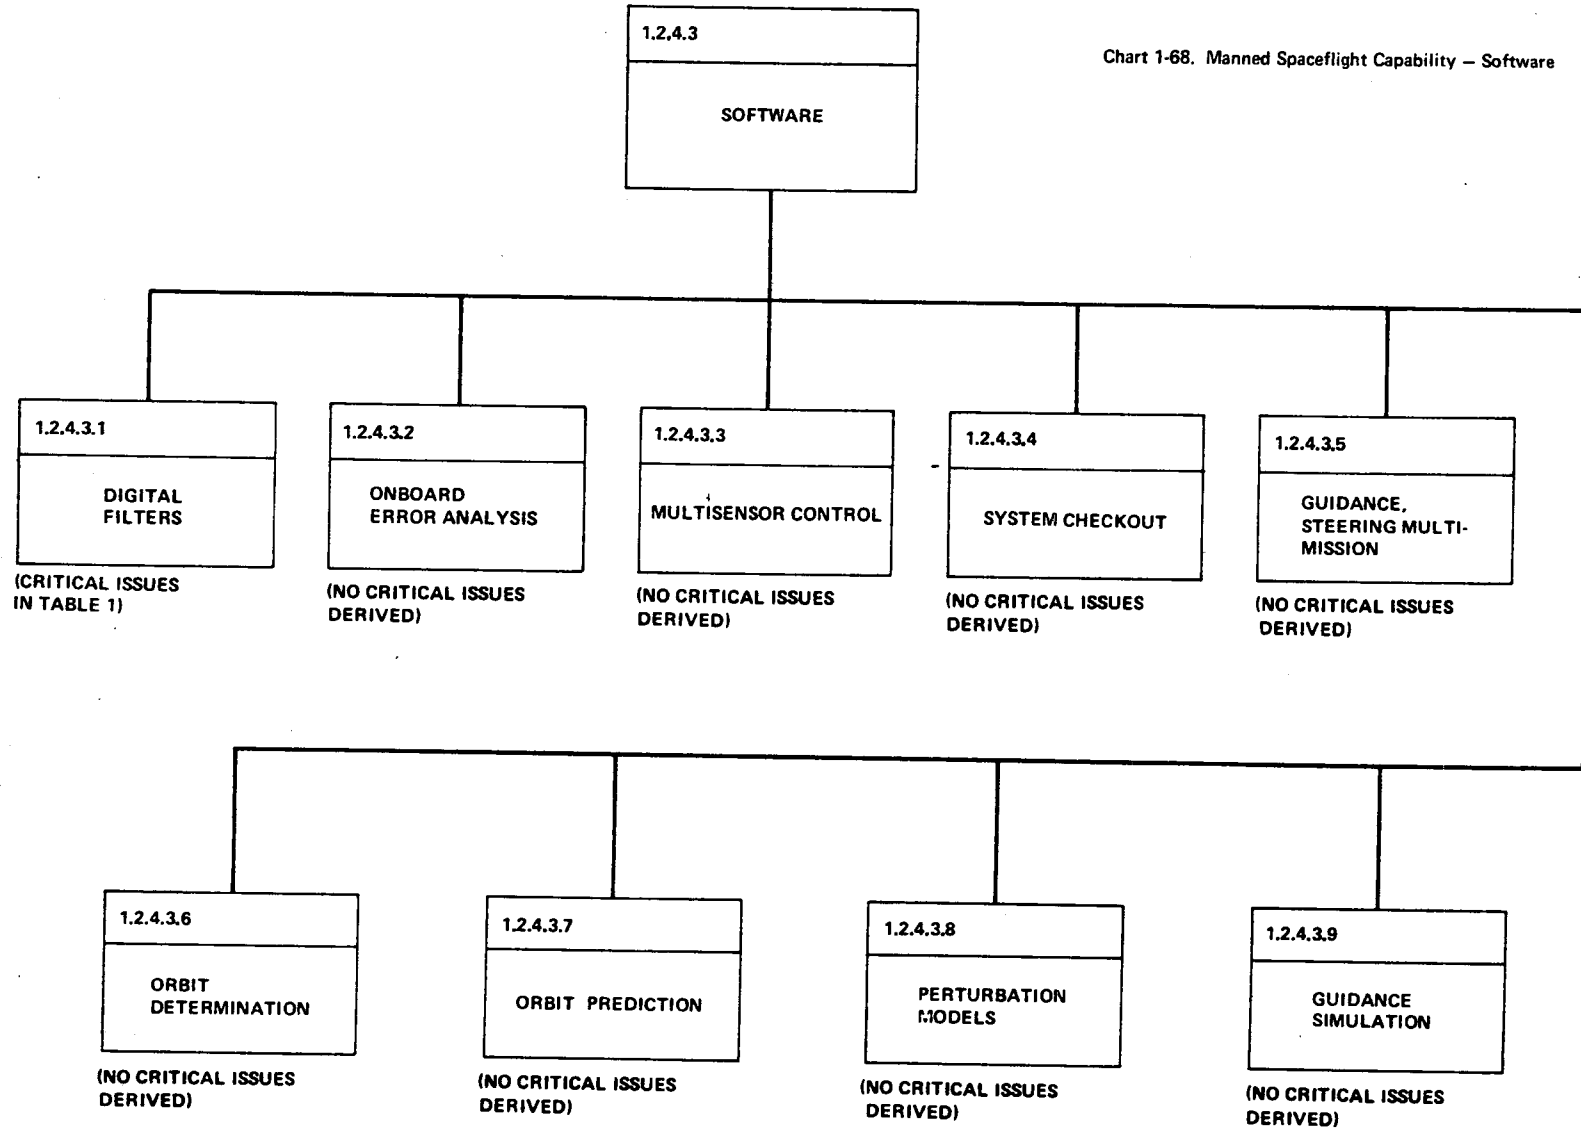 1.2.4.3
SOFTWARE
Chart 1-68. Manned Spaceflight Capability – Software
1.2.4.3.1
DIGITAL
FILTERS
(CRITICAL ISSUES
IN TABLE 1)
1.2.4.3.2
ONBOARD
ERROR ANALYSIS
(NO CRITICAL ISSUES
DERIVED)
1.2.4.3.3
MULTISENSOR CONTROL
(NO CRITICAL ISSUES
DERIVED)
1.2.4.3.4
SYSTEM CHECKOUT
(NO CRITICAL ISSUES
DERIVED)
1.2.4.3.5
GUIDANCE,
STEERING MULTI-
MISSION
(NO CRITICAL ISSUES
DERIVED)
1.2.4.3.6
ORBIT
DETERMINATION
(NO CRITICAL ISSUES
DERIVED)
1.2.4.3.7
ORBIT PREDICTION
(NO CRITICAL ISSUES
DERIVED)
1.2.4.3.8
PERTURBATION
MODELS
(NO CRITICAL ISSUES
DERIVED)
1.2.4.3.9
GUIDANCE
SIMULATION
(NO CRITICAL ISSUES
DERIVED)